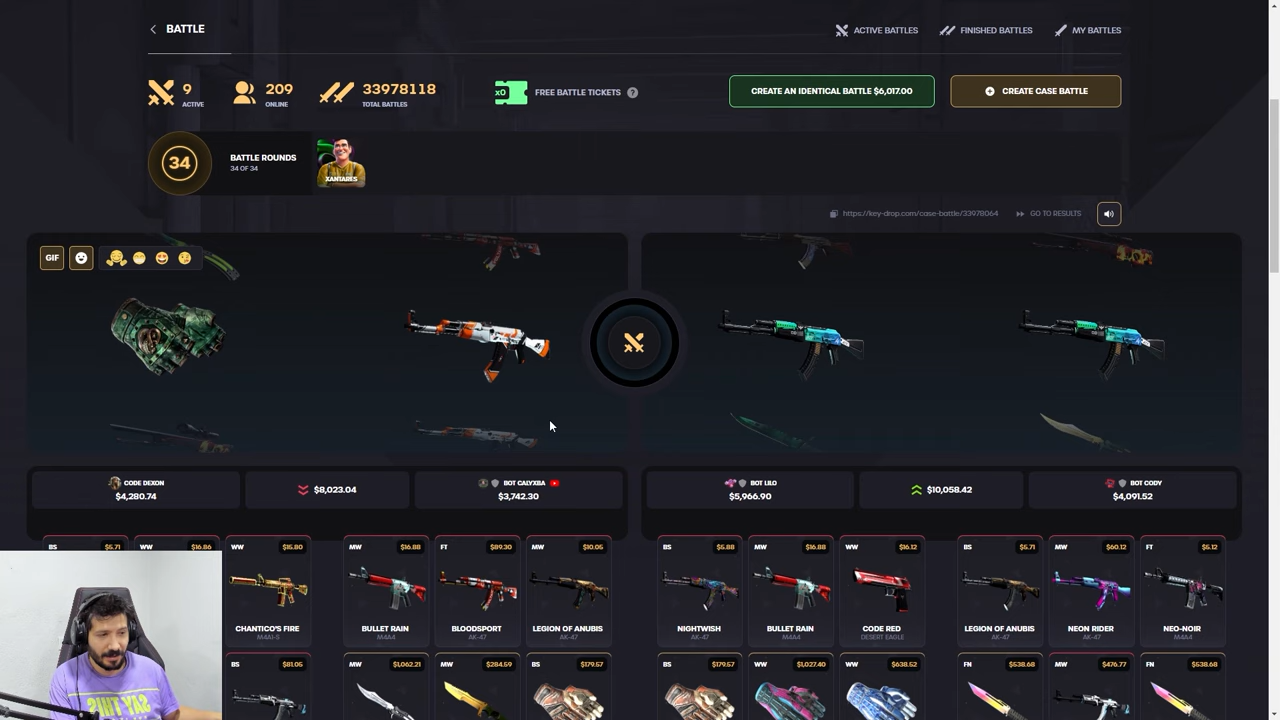 BATTLE
ACTIVE BATTLES
FINISHED BATTLES
MY BATTLES
9
ACTIVE
209
ONLINE
33978118
TOTAL BATTLES
x0
FREE BATTLE TICKETS ?
CREATE AN IDENTICAL BATTLE $6,017.00
CREATE CASE BATTLE
34
BATTLE ROUNDS
34 OF 34
XANTARES
https://key-drop.com/case-battle/33978064
GO TO RESULTS
GIF
CODE DEXON
$4,280.74
$8,023.04
BOT CALYXBA
$3,742.30
BOT LILO
$5,966.90
$10,058.42
BOT CODY
$4,091.52
BS $5.71
WW $16.86
WW $15.80
MW $16.88
FT $89.30
MW $10.05
BS $5.88
MW $16.88
WW $16.12
BS $5.71
MW $60.12
FT $5.12
CHANTICO'S FIRE
M4A1-S
BULLET RAIN
M4A4
BLOODSPORT
AK-47
LEGION OF ANUBIS
AK-47
NIGHTWISH
AK-47
BULLET RAIN
M4A4
CODE RED
DESERT EAGLE
LEGION OF ANUBIS
AK-47
NEON RIDER
AK-47
NEO-NOIR
M4A4
BS $81.05
MW $1,062.21
MW $284.59
BS $179.57
BS $179.57
WW $1,027.40
WW $638.52
FN $538.68
MW $476.77
FN $538.68